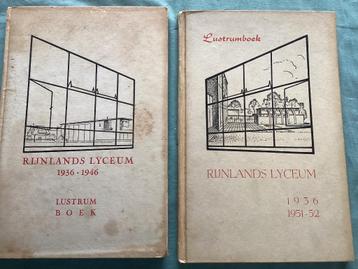 RIJNLANDS LYCEUM
1936 - 1946
LUSTRUM
BOEK
Lustrumboek
RIJNLANDS LYCEUM
1936
1951-52